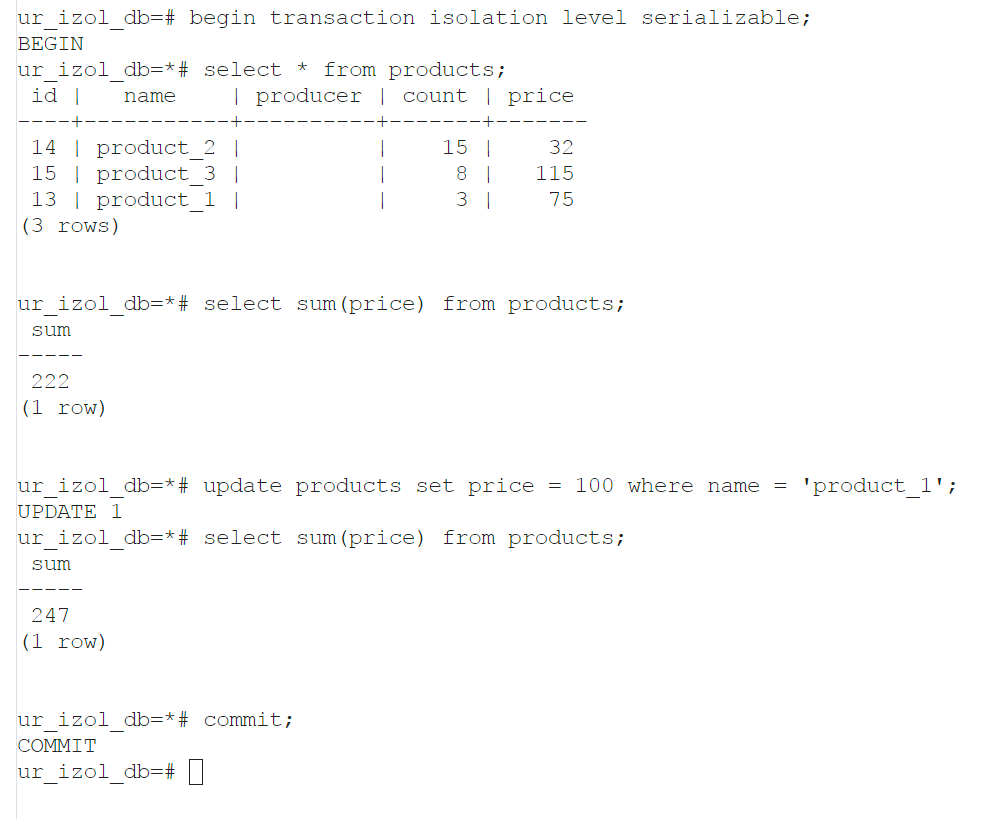 ur_izol_db=# begin transaction isolation level serializable;
BEGIN
ur_izol_db=*# select * from products;
 id |   name    | producer | count | price
----+-----------+----------+-------+-------
 14 | product_2 |          |    15 |    32
 15 | product_3 |          |     8 |   115
 13 | product_1 |          |     3 |    75
(3 rows)
ur_izol_db=*# select sum(price) from products;
 sum
-----
 222
(1 row)
ur_izol_db=*# update products set price = 100 where name = 'product_1';
UPDATE 1
ur_izol_db=*# select sum(price) from products;
 sum
-----
 247
(1 row)
ur_izol_db=*# commit;
COMMIT
ur_izol_db=#